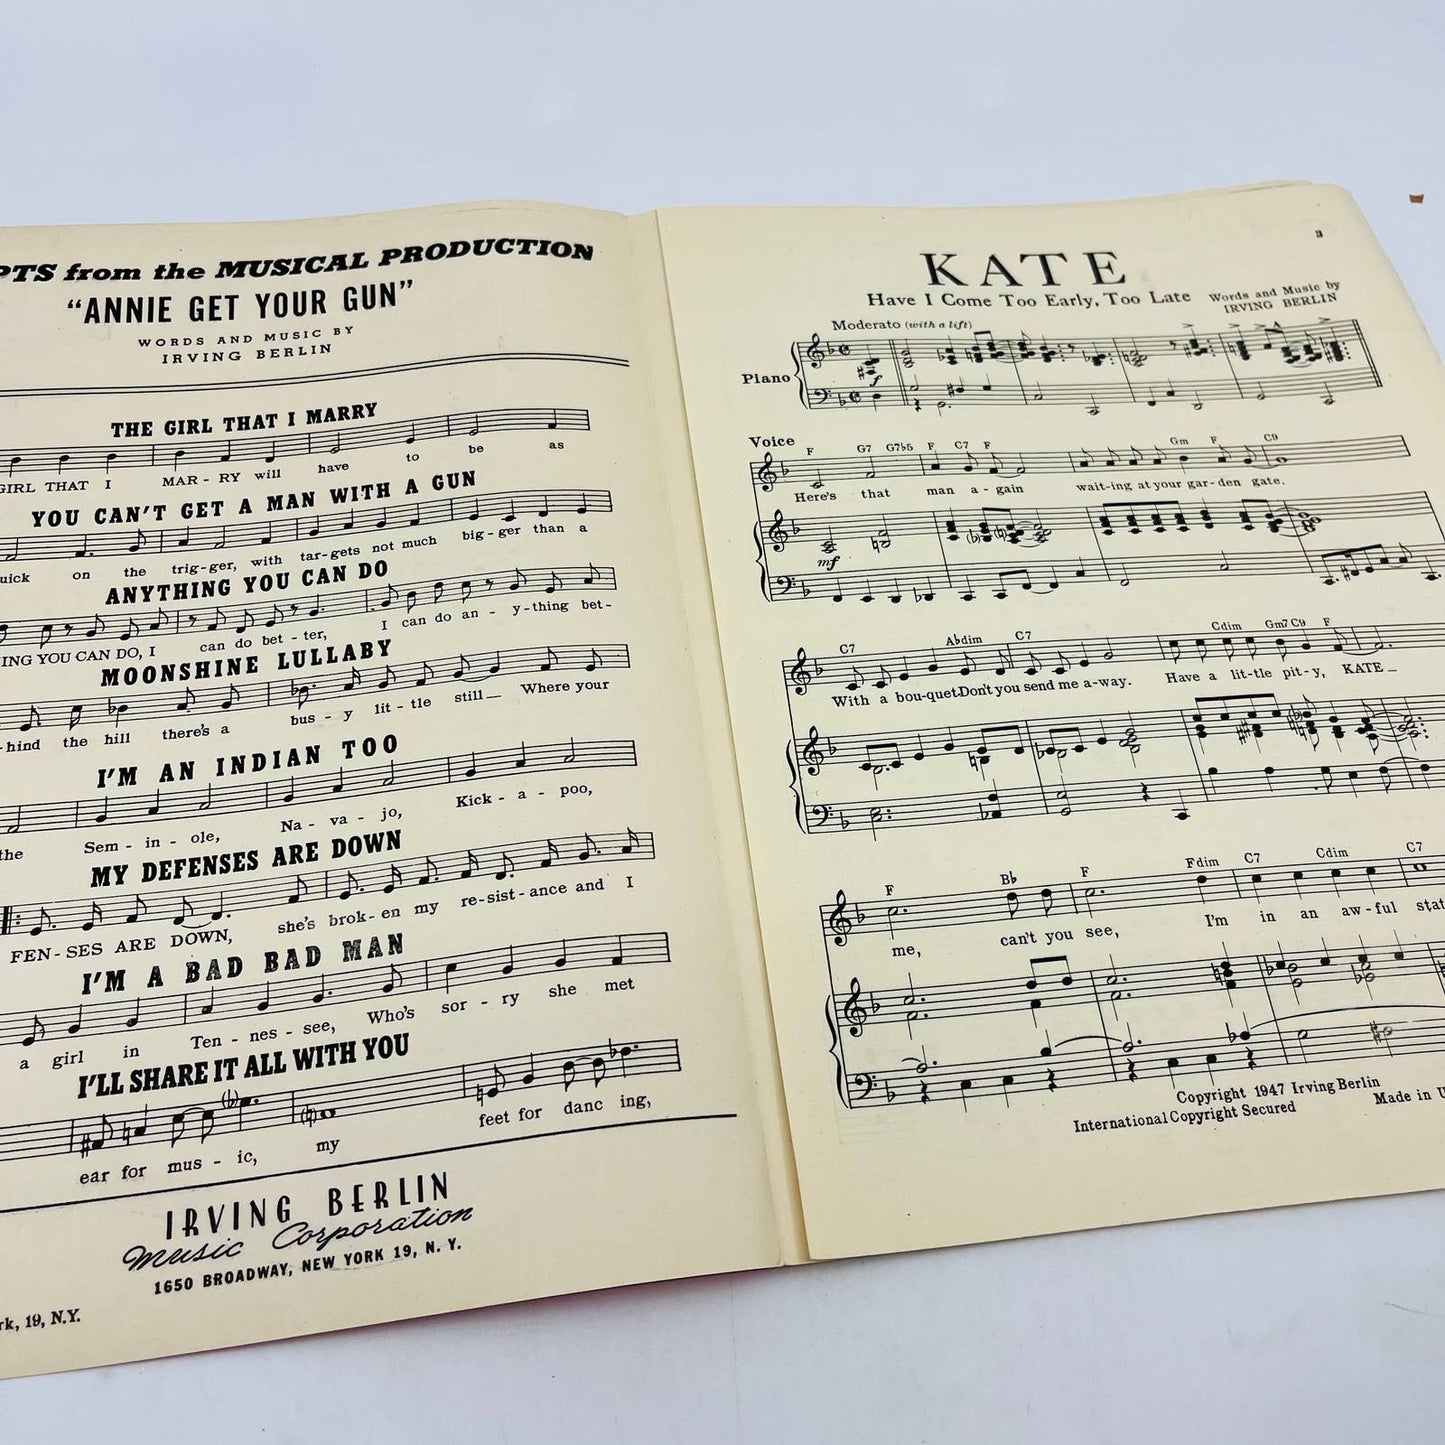 PTS from the MUSICAL PRODUCTION
"ANNIE GET YOUR GUN"
WORDS AND MUSIC BY
IRVING BERLIN
THE GIRL THAT I MARRY
GIRL THAT I MAR - RY will have to be as
YOU CAN'T GET A MAN WITH A GUN
uick on the trig-ger, with tar-gets not much big-ger than a
ANYTHING YOU CAN DO
ING YOU CAN DO, I can do bet - ter, I can do an - y-thing bet-
MOONSHINE LULLABY
-hind the hill there's a bus - y lit - tle still Where your
I'M AN INDIAN TOO
the Sem - in - ole, Na - va - jo, Kick - a - poo,
MY DEFENSES ARE DOWN
FEN - SES ARE DOWN, she's brok - en my re-sist-ance and I
I'M A BAD BAD MAN
a girl in Ten - nes - see, Who's sor - ry she met
I'LL SHARE IT ALL WITH YOU
ear for mus - ic, my feet for danc ing,
IRVING BERLIN
Music Corporation
1650 BROADWAY, NEW YORK 19, N. Y.
rk, 19, N.Y.
3
KATE
Have I Come Too Early, Too Late
Words and Music by
IRVING BERLIN
Moderato (with a lift)
Piano
f
Voice
F G7 G7b5 F C7 F Gm F C9
Here's that man a - gain wait-ing at your gar-den gate.
mf
C7 Abdim C7 Cdim Gm7 C9 F
With a bou-quet Don't you send me a-way. Have a lit-tle pit-y, KATE
F Bb F Fdim C7 Cdim C7
me, can't you see, I'm in an aw-ful stat
Copyright 1947 Irving Berlin
International Copyright Secured
Made in U